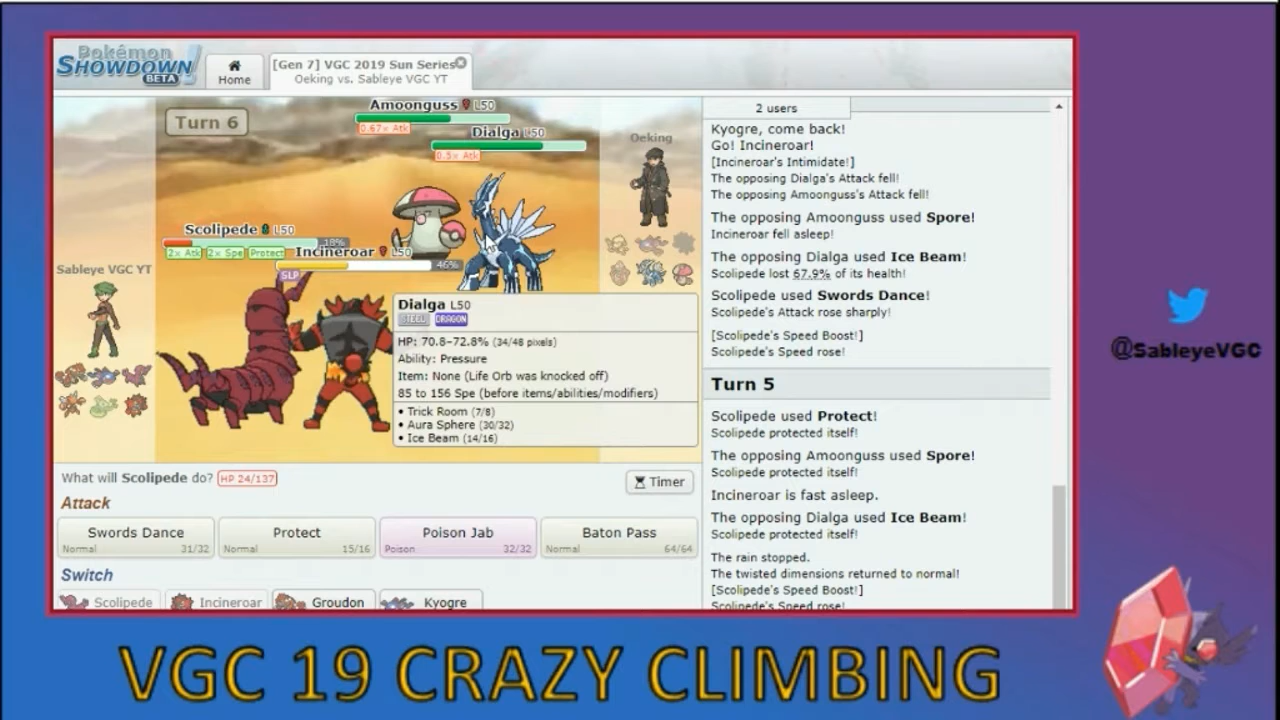 Pokémon
SHOWDOWN
BETA
Home
[Gen 7] VGC 2019 Sun Series
Oeking vs. Sableye VGC YT
Turn 6
Amoonguss L50
0.67x Atk
Dialga L50
0.5x Atk
Oeking
Scolipede L50
18%
2x Atk 2x Spe Protect
Incineroar L50
46%
SLP
Sableye VGC YT
Dialga L50
STEEL DRAGON
HP: 70.8–72.8% (34/48 pixels)
Ability: Pressure
Item: None (Life Orb was knocked off)
85 to 156 Spe (before items/abilities/modifiers)
• Trick Room (7/8)
• Aura Sphere (30/32)
• Ice Beam (14/16)
What will Scolipede do? HP 24/137
Timer
Attack
Swords Dance
Normal 31/32
Protect
Normal 15/16
Poison Jab
Poison 32/32
Baton Pass
Normal 64/64
Switch
Scolipede
Incineroar
Groudon
Kyogre
2 users
Kyogre, come back!
Go! Incineroar!
[Incineroar's Intimidate!]
The opposing Dialga's Attack fell!
The opposing Amoonguss's Attack fell!
The opposing Amoonguss used Spore!
Incineroar fell asleep!
The opposing Dialga used Ice Beam!
Scolipede lost 67.9% of its health!
Scolipede used Swords Dance!
Scolipede's Attack rose sharply!
[Scolipede's Speed Boost!]
Scolipede's Speed rose!
Turn 5
Scolipede used Protect!
Scolipede protected itself!
The opposing Amoonguss used Spore!
Scolipede protected itself!
Incineroar is fast asleep.
The opposing Dialga used Ice Beam!
Scolipede protected itself!
The rain stopped.
The twisted dimensions returned to normal!
[Scolipede's Speed Boost!]
Scolipede's Speed rose!
@SableyeVGC
VGC 19 CRAZY CLIMBING